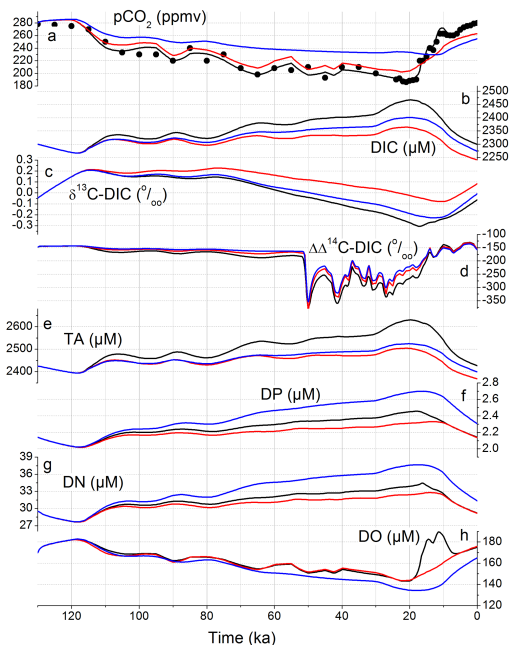 pCO2 (ppmv)
a
280
260
240
220
200
180
b
2500
2450
2400
2350
2300
2250
DIC (µM)
c
0.3
0.2
0.1
0.0
-0.1
-0.2
-0.3
δ13C-DIC (o/oo)
ΔΔ14C-DIC (o/oo)
d
-100
-150
-200
-250
-300
-350
e
TA (µM)
2600
2500
2400
DP (µM)
f
2.8
2.6
2.4
2.2
2.0
g
DN (µM)
39
36
33
30
27
DO (µM)
h
180
160
140
120
120 100 80 60 40 20 0
Time (ka)